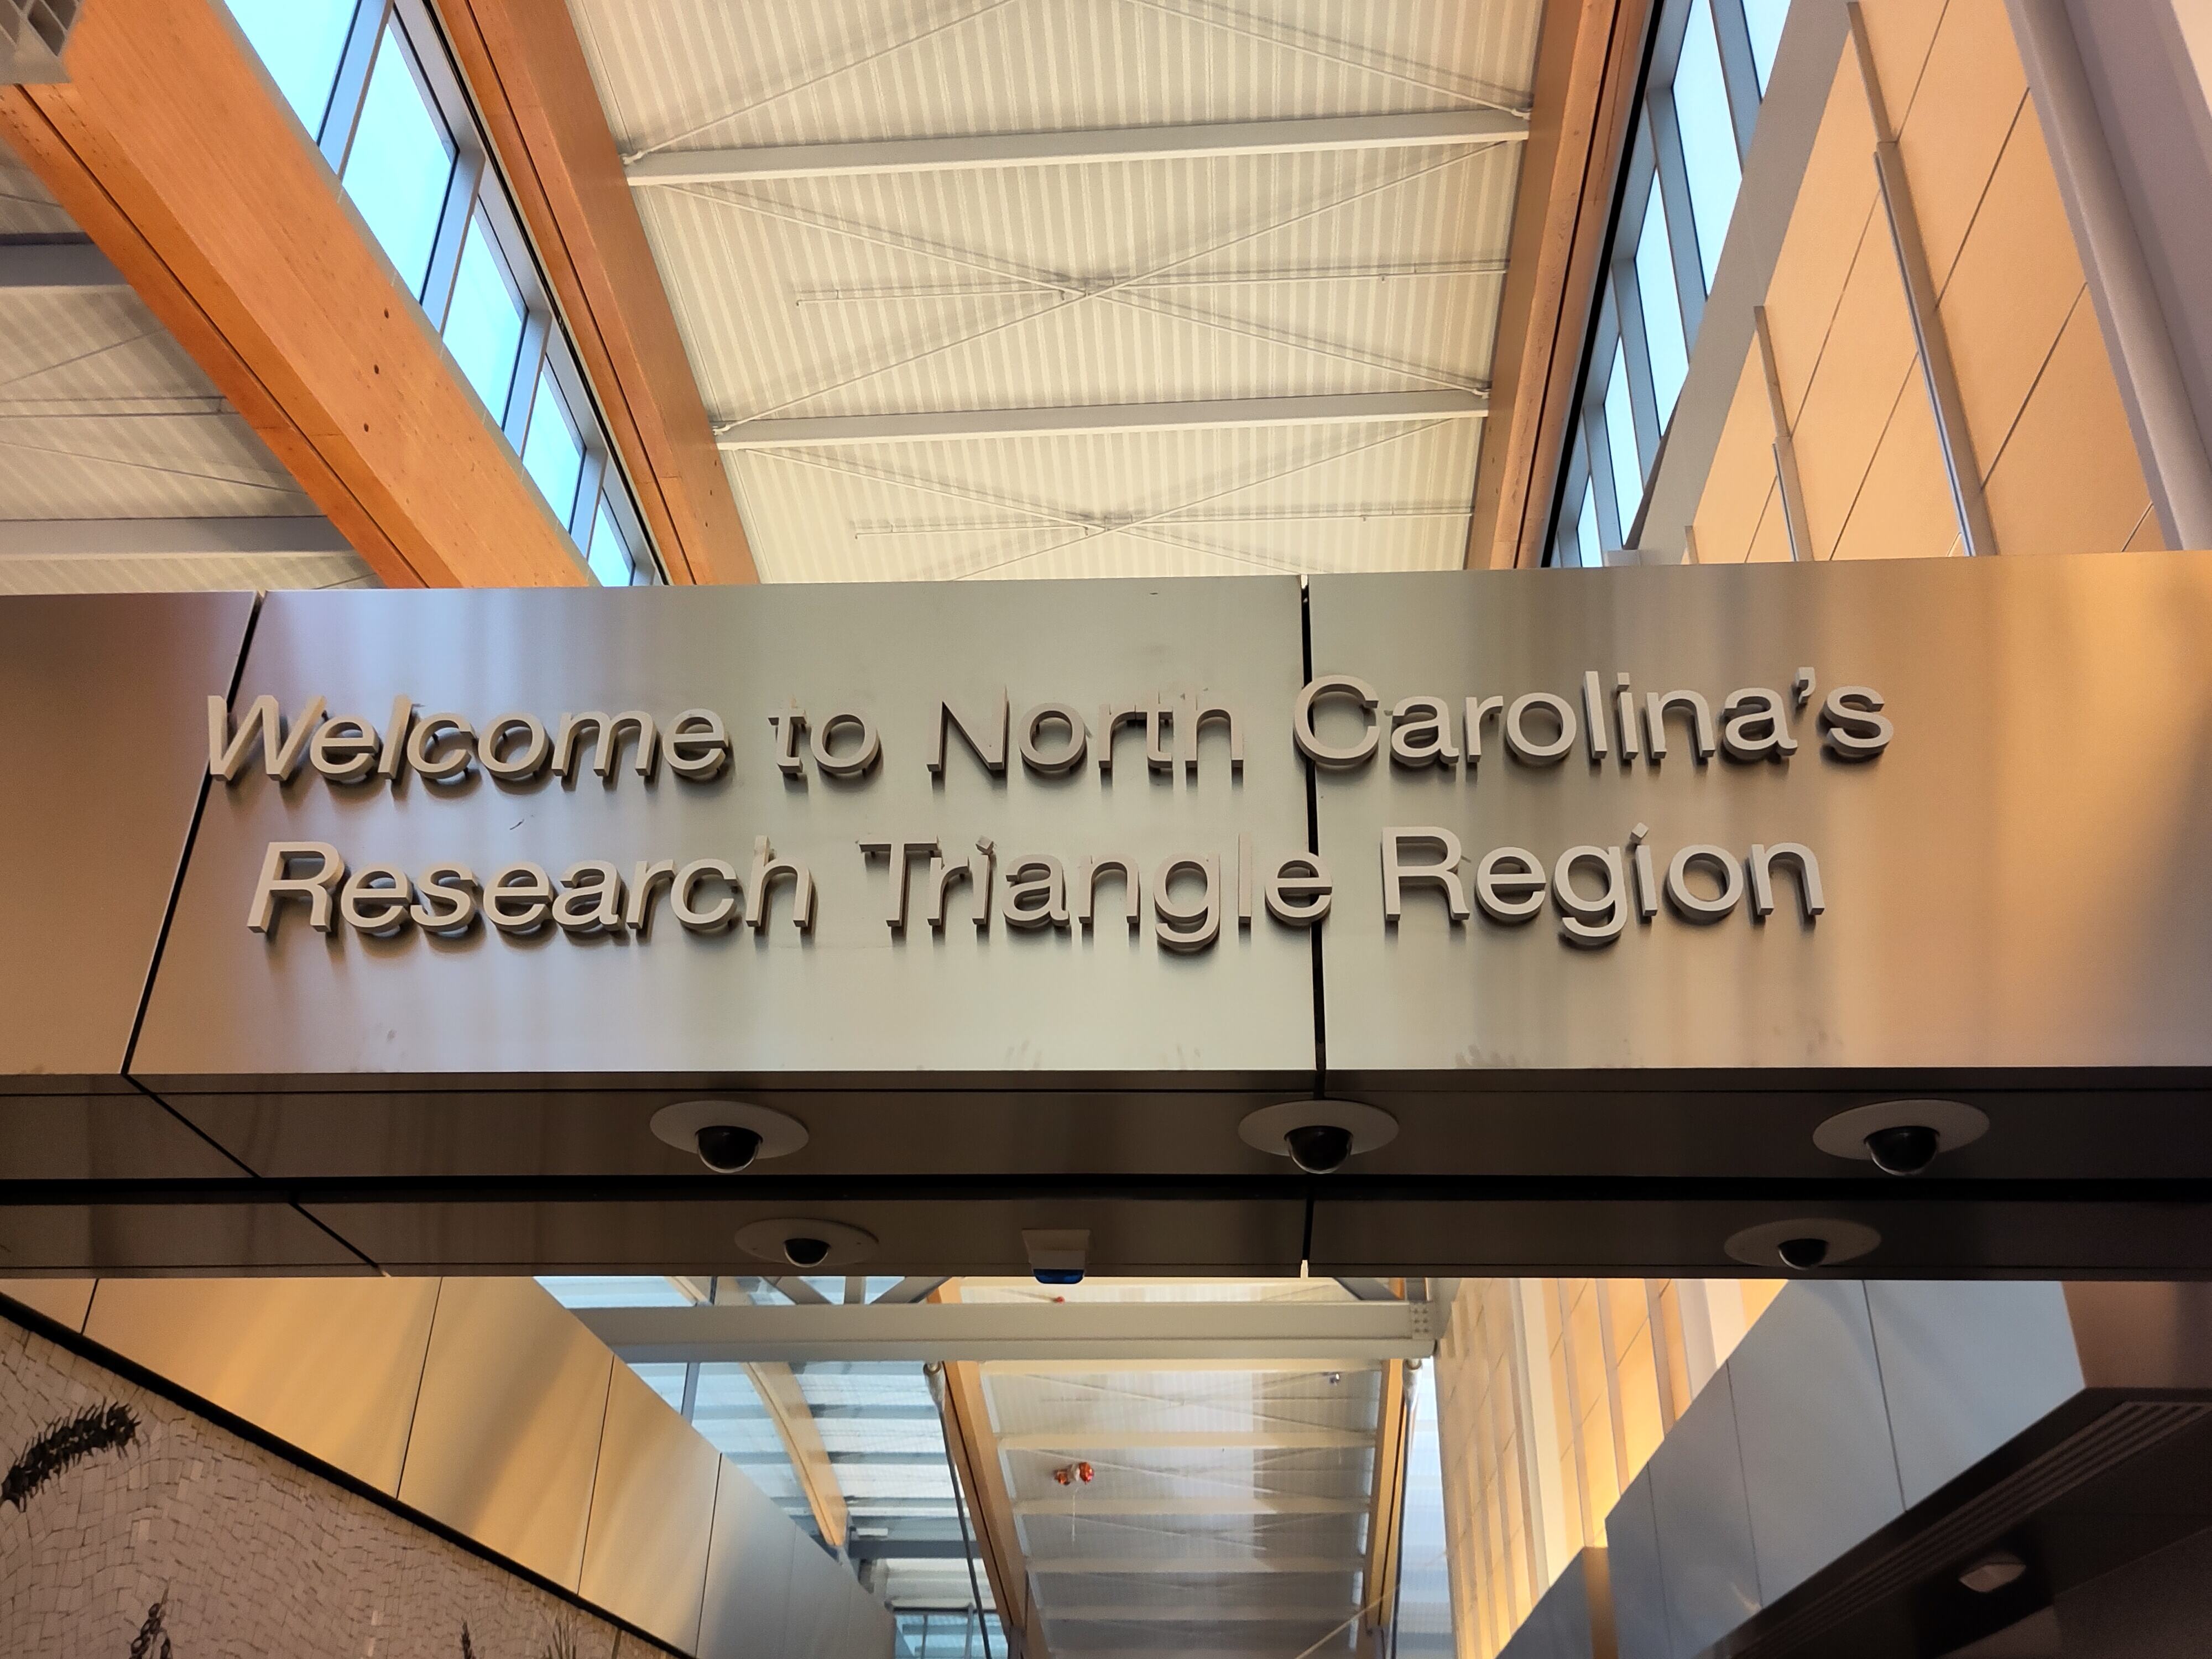 Welcome to North Carolina’s
Research Triangle Region